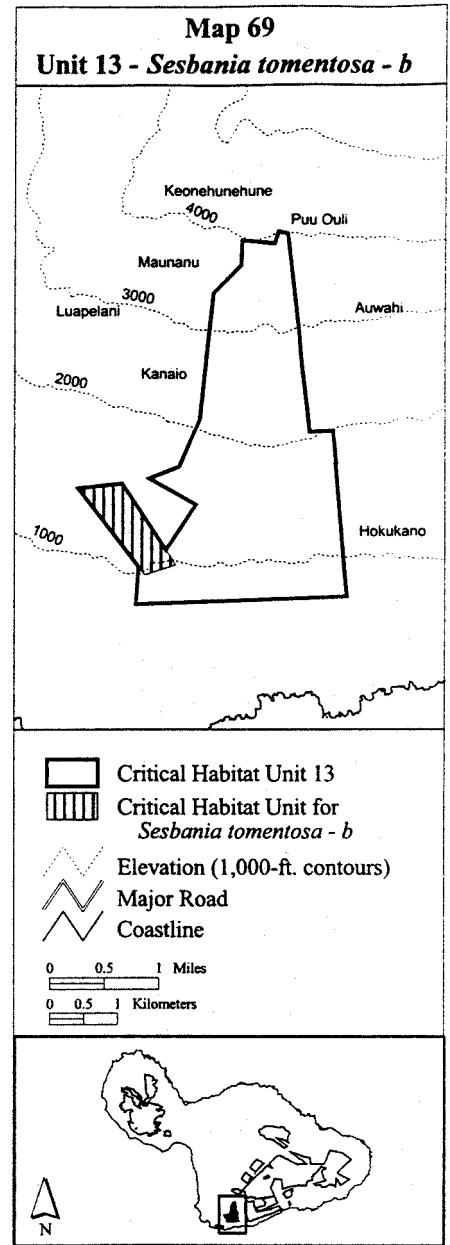 Map 69
Unit 13 - Sesbania tomentosa - b
Keonehunehune
4000
Puu Ouli
Maunanu
3000
Luapelani
Auwahi
Kanaio
2000
1000
Hokukano
Critical Habitat Unit 13
Critical Habitat Unit for
Sesbania tomentosa - b
Elevation (1,000-ft. contours)
Major Road
Coastline
0 0.5 1 Miles
0 0.5 1 Kilometers
N